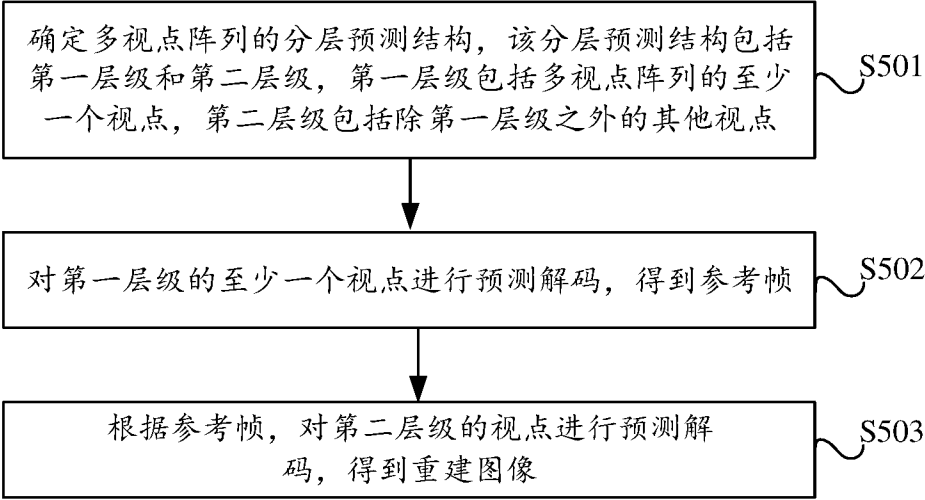 确定多视点阵列的分层预测结构，该分层预测结构包括
第一层级和第二层级，第一层级包括多视点阵列的至少
一个视点，第二层级包括除第一层级之外的其他视点
S501
对第一层级的至少一个视点进行预测解码，得到参考帧
S502
根据参考帧，对第二层级的视点进行预测解
码，得到重建图像
S503